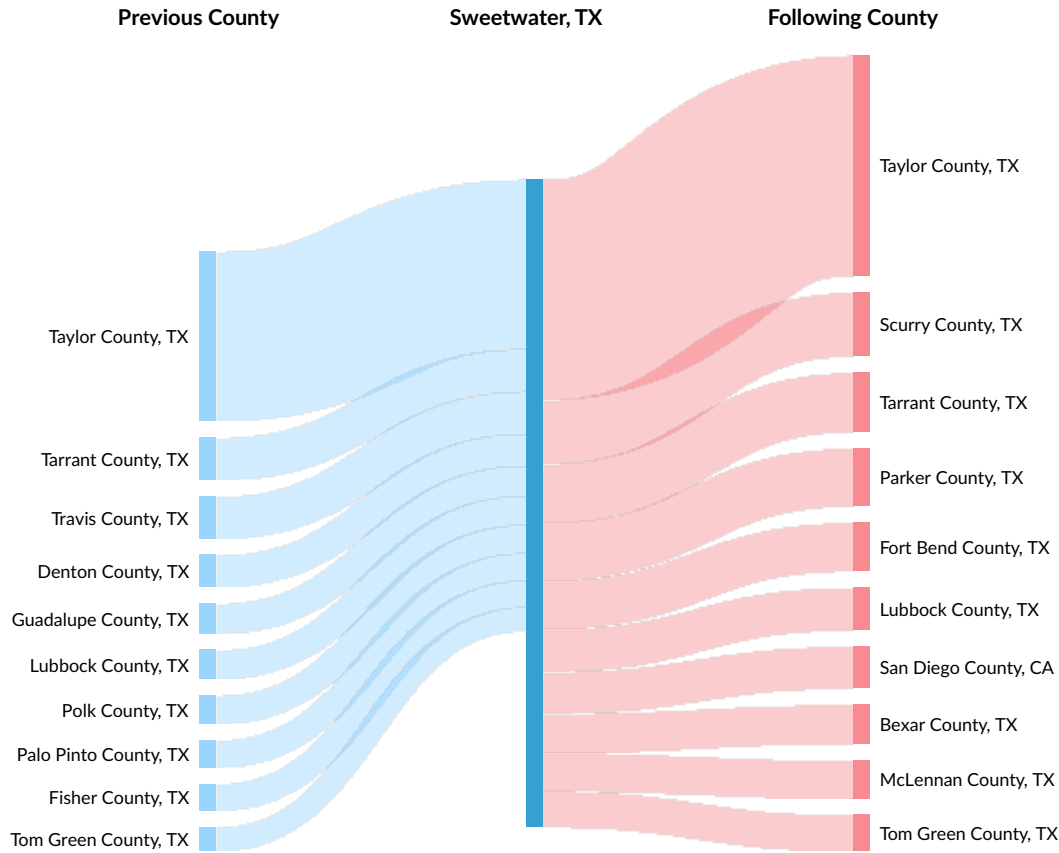 Previous County
Sweetwater, TX
Following County
Taylor County, TX
Tarrant County, TX
Travis County, TX
Denton County, TX
Guadalupe County, TX
Lubbock County, TX
Polk County, TX
Palo Pinto County, TX
Fisher County, TX
Tom Green County, TX
Taylor County, TX
Scurry County, TX
Tarrant County, TX
Parker County, TX
Fort Bend County, TX
Lubbock County, TX
San Diego County, CA
Bexar County, TX
McLennan County, TX
Tom Green County, TX